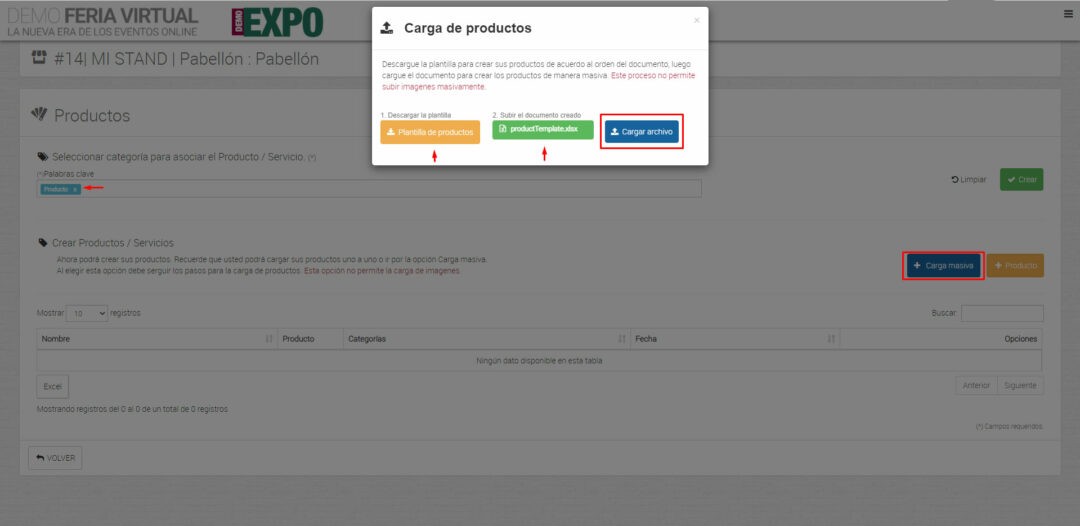 DEMO FERIA VIRTUAL
LA NUEVA ERA DE LOS EVENTOS ONLINE
DEMO EXPO
#14| MI STAND | Pabellón : Pabellón
×
Carga de productos
Descargue la plantilla para crear sus productos de acuerdo al orden del documento, luego
cargue el documento para crear los productos de manera masiva. Este proceso no permite
subir imagenes masivamente.
1. Descargar la plantilla
2. Subir el documento creado
Plantilla de productos
productTemplate.xlsx
Cargar archivo
Productos
Seleccionar categoría para asociar el Producto / Servicio. (*)
(*)Palabras clave
Producto x
Limpiar
Crear
Crear Productos / Servicios
Ahora podrá crear sus productos. Recuerde que usted podrá cargar sus productos uno a uno o ir por la opción Carga masiva.
Al elegir esta opción debe serguir los pasos para la carga de productos. Esta opción no permite la carga de imagenes.
+ Carga masiva
+ Producto
Mostrar 10 registros
Buscar:
Nombre Producto Categorías Fecha Opciones
Ningún dato disponible en esta tabla
Excel
Anterior Siguiente
Mostrando registros del 0 al 0 de un total de 0 registros
(*) Campos requeridos.
VOLVER